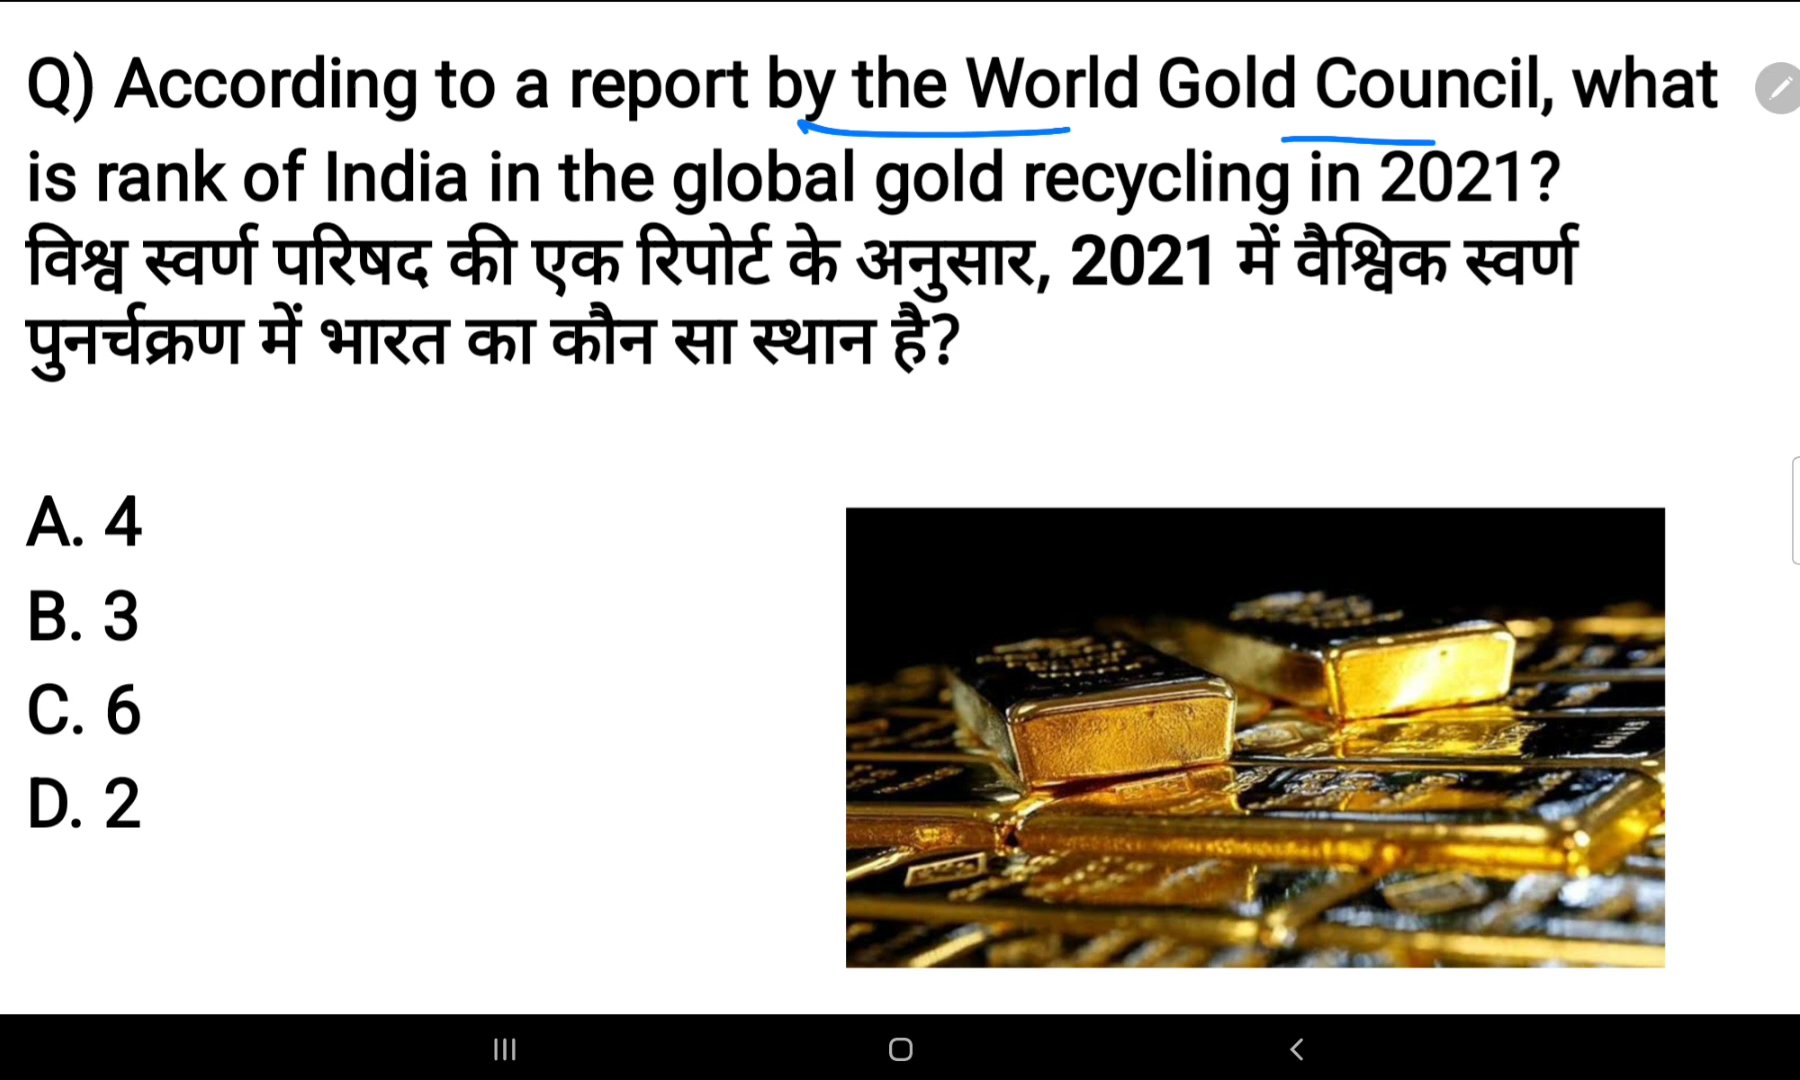 Q) According to a report by the World Gold Council, what
is rank of India in the global gold recycling in 2021?
विश्व स्वर्ण परिषद की एक रिपोर्ट के अनुसार, 2021 में वैश्विक स्वर्ण
पुनर्चक्रण में भारत का कौन सा स्थान है?
A. 4
B. 3
C. 6
D. 2